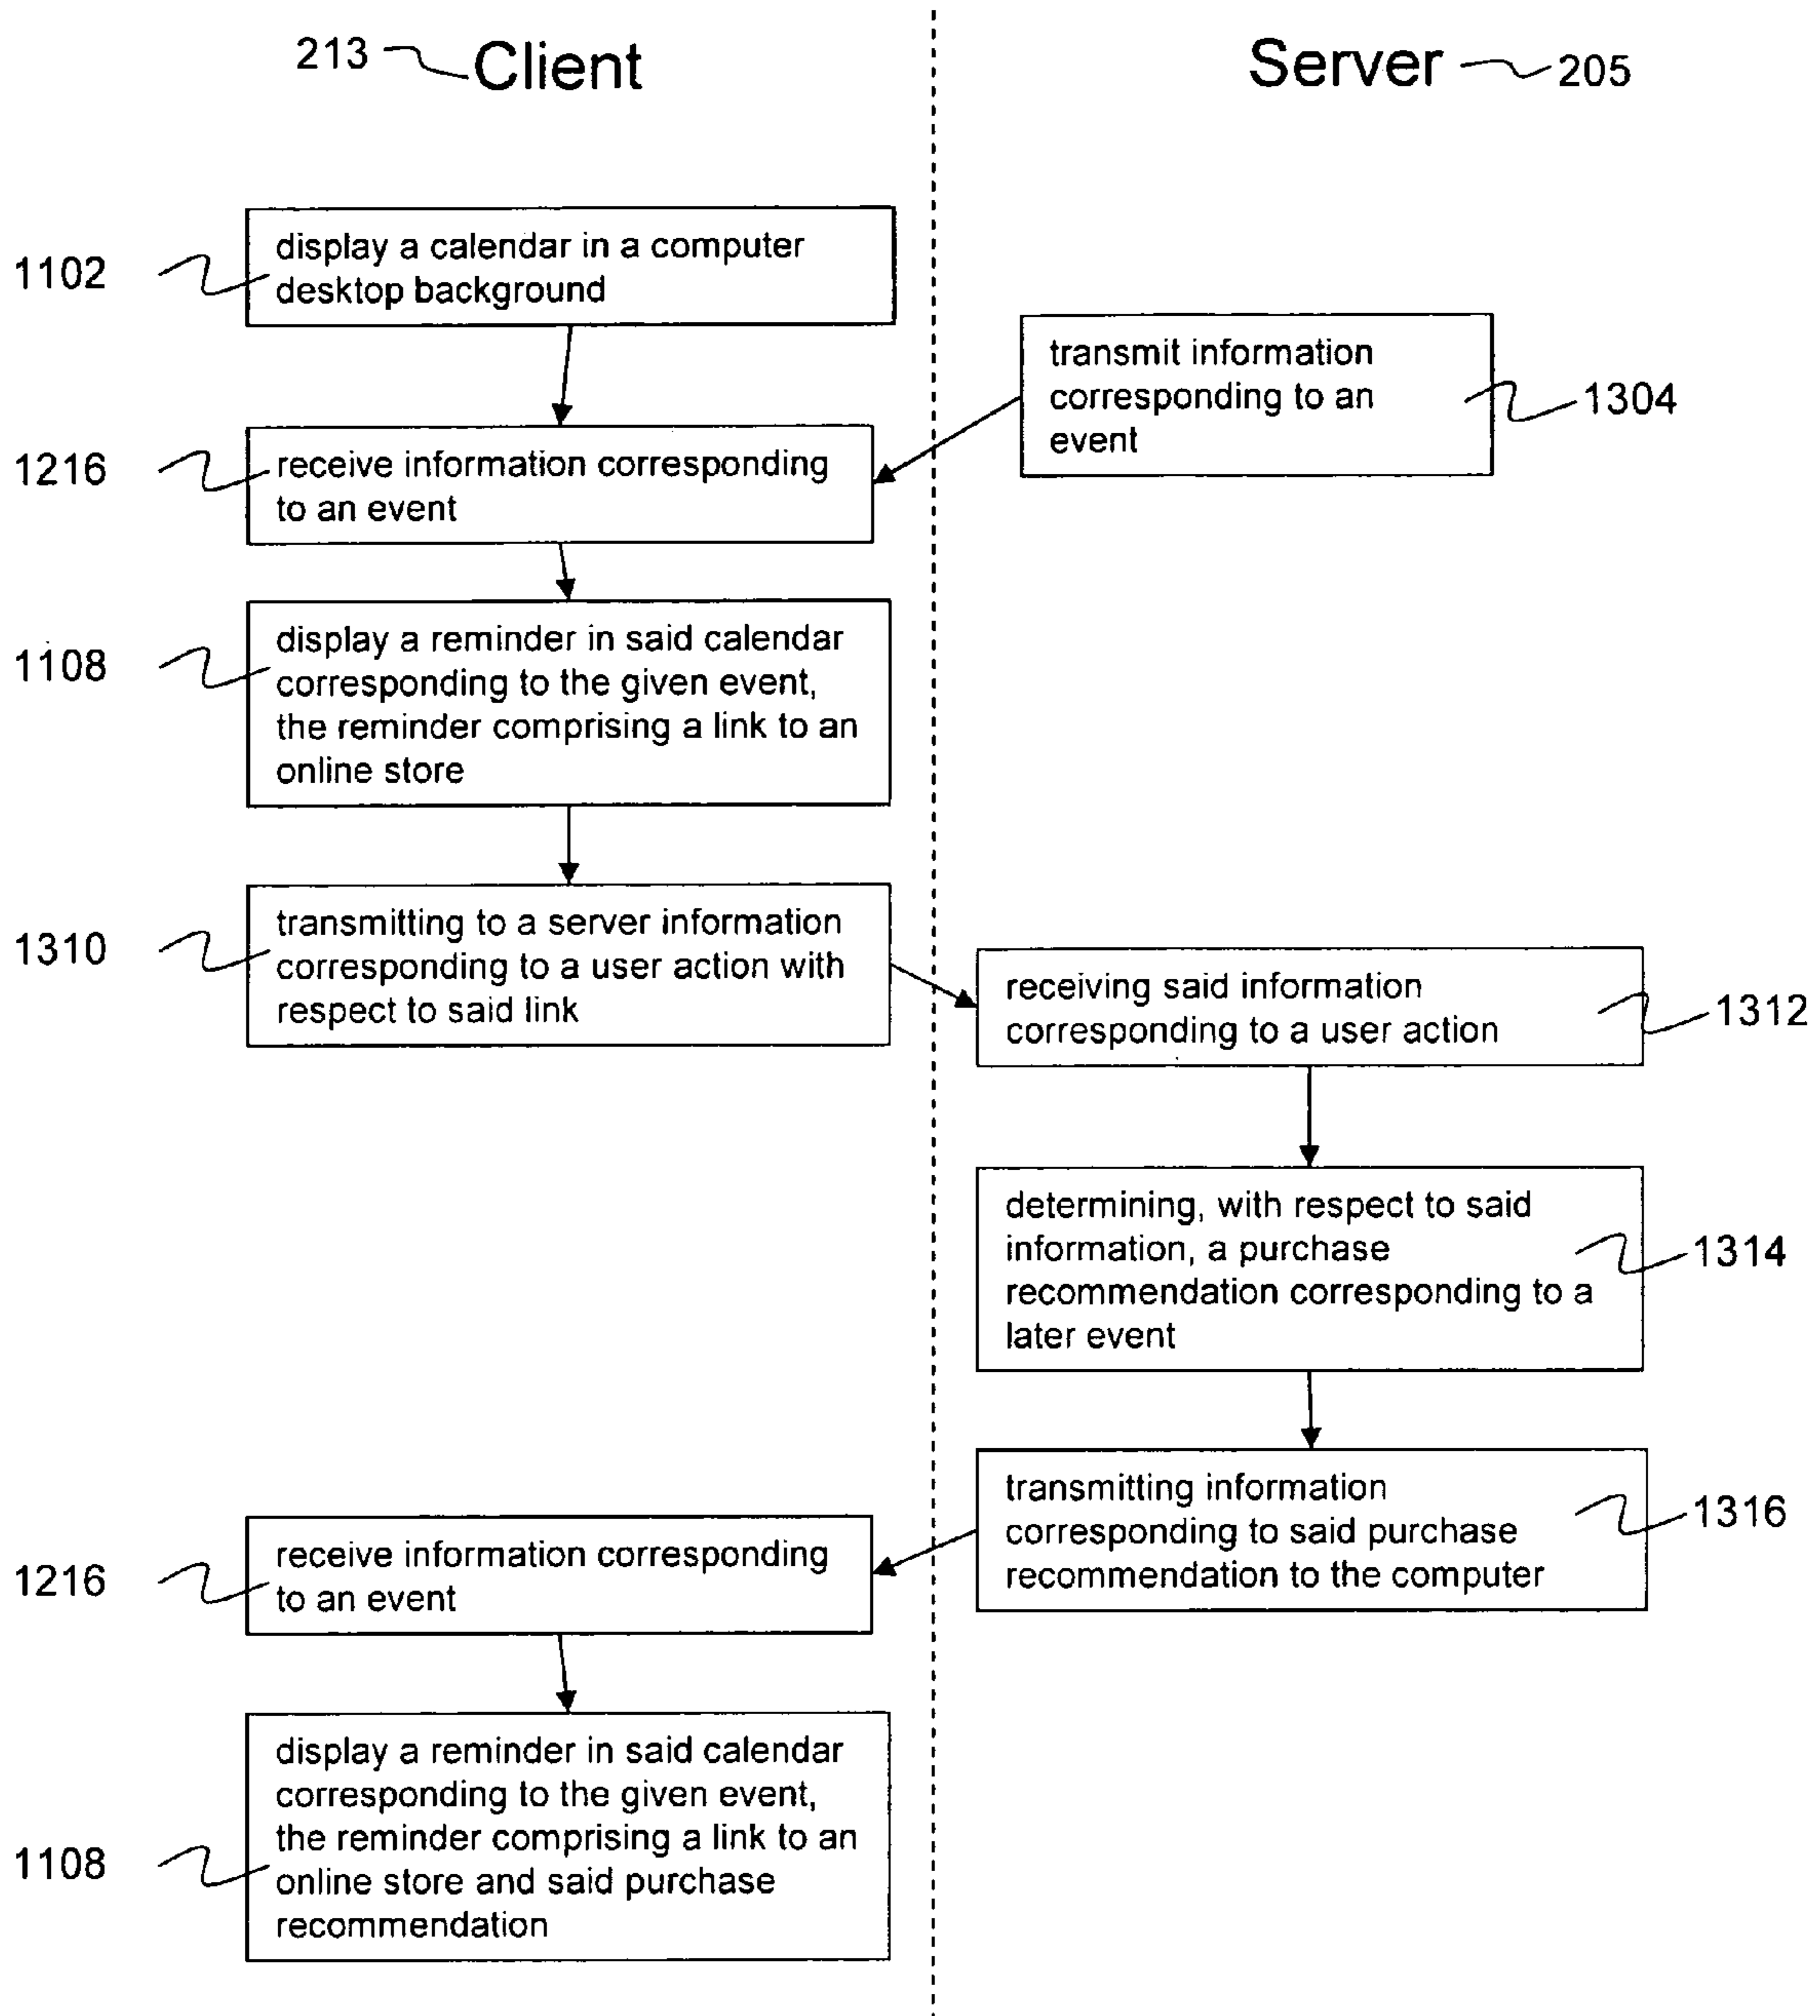 213 Client
Server 205
1102
display a calendar in a computer
desktop background
transmit information
corresponding to an
event
1304
1216
receive information corresponding
to an event
1108
display a reminder in said calendar
corresponding to the given event,
the reminder comprising a link to an
online store
1310
transmitting to a server information
corresponding to a user action with
respect to said link
receiving said information
corresponding to a user action
1312
determining, with respect to said
information, a purchase
recommendation corresponding to a
later event
1314
transmitting information
corresponding to said purchase
recommendation to the computer
1316
1216
receive information corresponding
to an event
1108
display a reminder in said calendar
corresponding to the given event,
the reminder comprising a link to an
online store and said purchase
recommendation